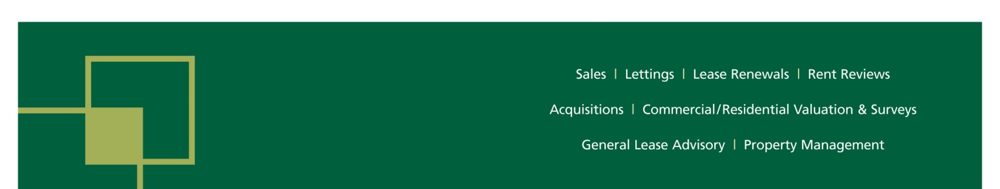 Sales | Lettings | Lease Renewals | Rent Reviews
Acquisitions | Commercial/Residential Valuation & Surveys
General Lease Advisory | Property Management